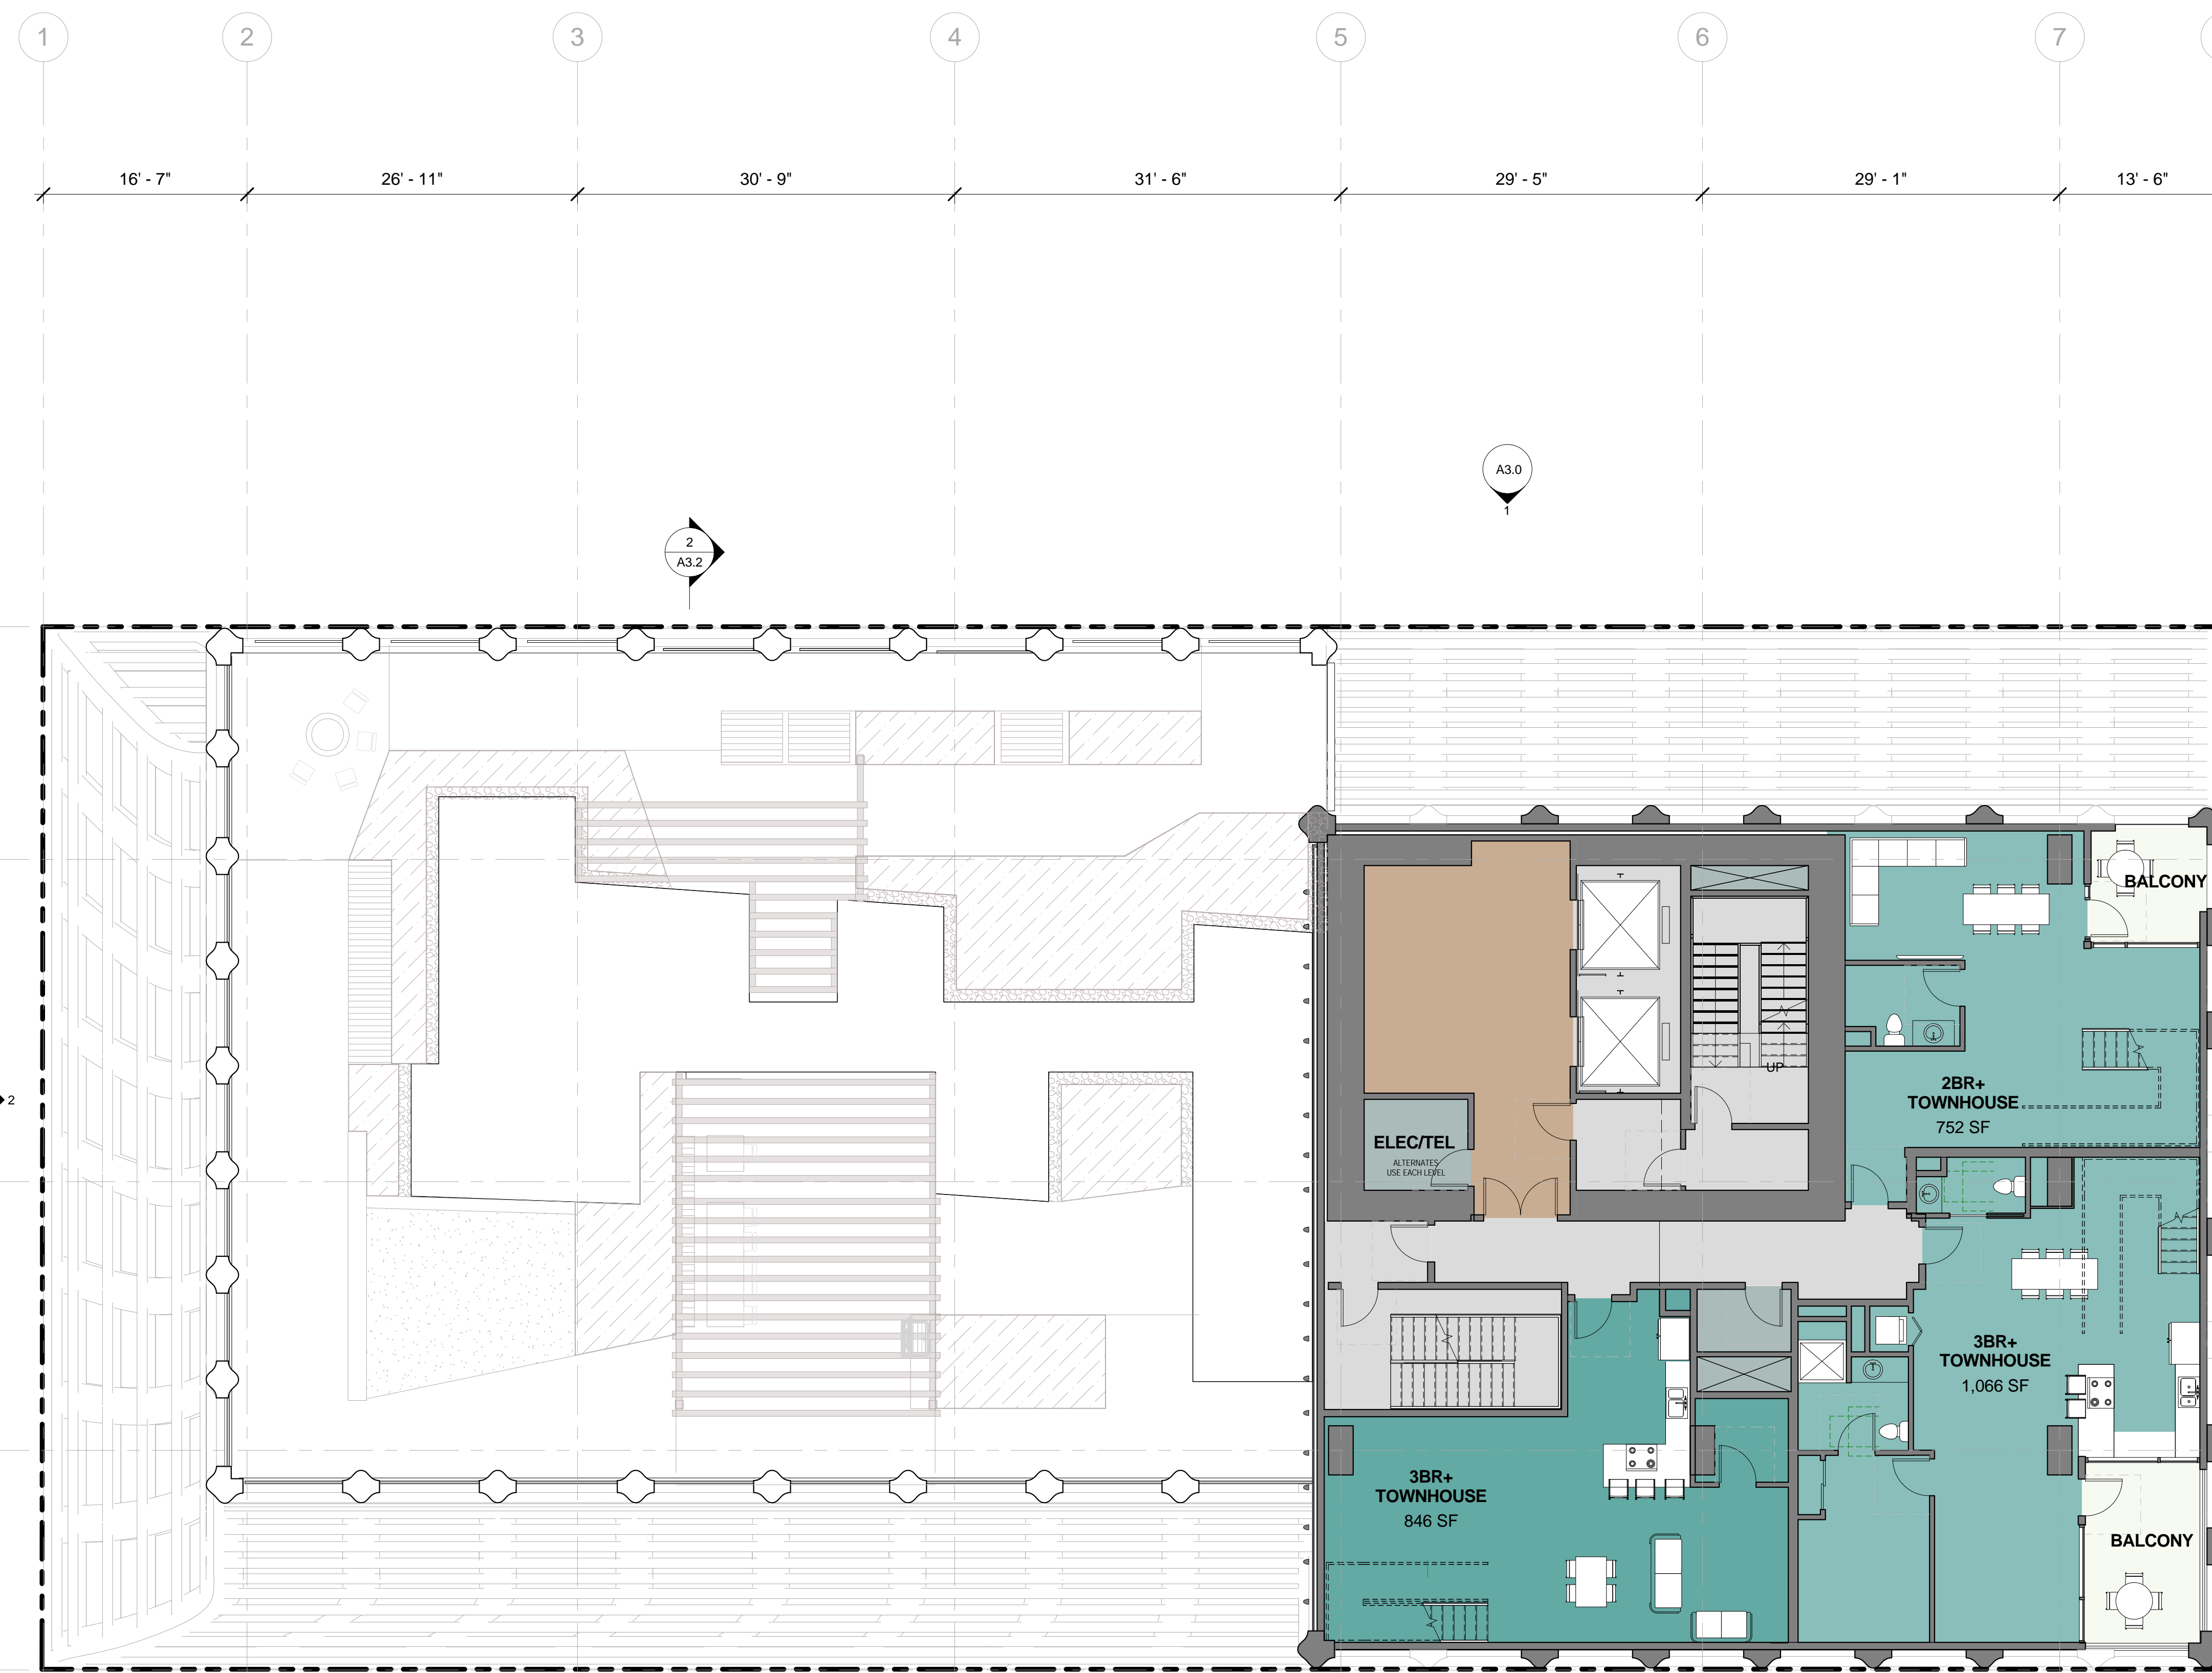 1
2
3
4
5
6
7
16' - 7"
26' - 11"
30' - 9"
31' - 6"
29' - 5"
29' - 1"
13' - 6"
A3.0
1
2
A3.2
BALCONY
UP
2BR+
TOWNHOUSE
752 SF
2
ELEC/TEL
ALTERNATES
USE EACH LEVEL
3BR+
TOWNHOUSE
1,066 SF
3BR+
TOWNHOUSE
846 SF
BALCONY